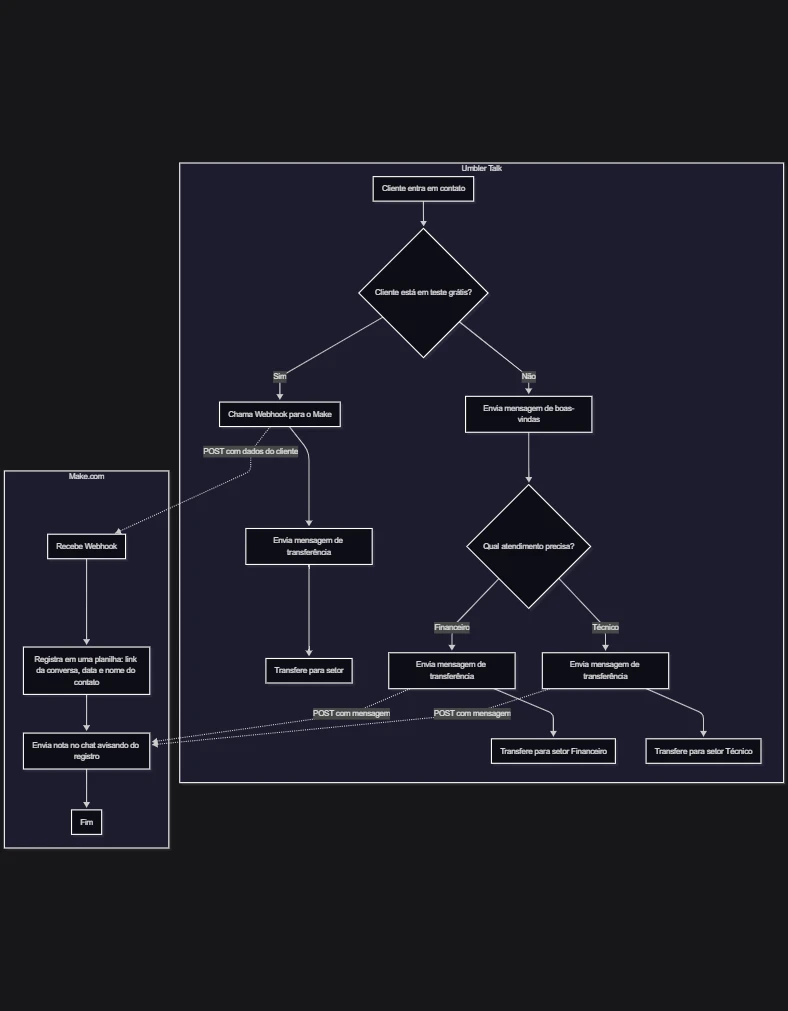 Umbler Talk
Cliente entra em contato
Cliente está em teste grátis?
Sim
Não
Chama Webhook para o Make
Envia mensagem de boas-
vindas
POST com dados do cliente
Make.com
Recebe Webhook
Envia mensagem de
transferência
Qual atendimento precisa?
Financeiro
Técnico
Registra em uma planilha: link
da conversa, data e nome do
contato
Transfere para setor
Envia mensagem de
transferência
Envia mensagem de
transferência
POST com mensagem
POST com mensagem
Envia nota no chat avisando do
registro
Transfere para setor Financeiro
Transfere para setor Técnico
Fim